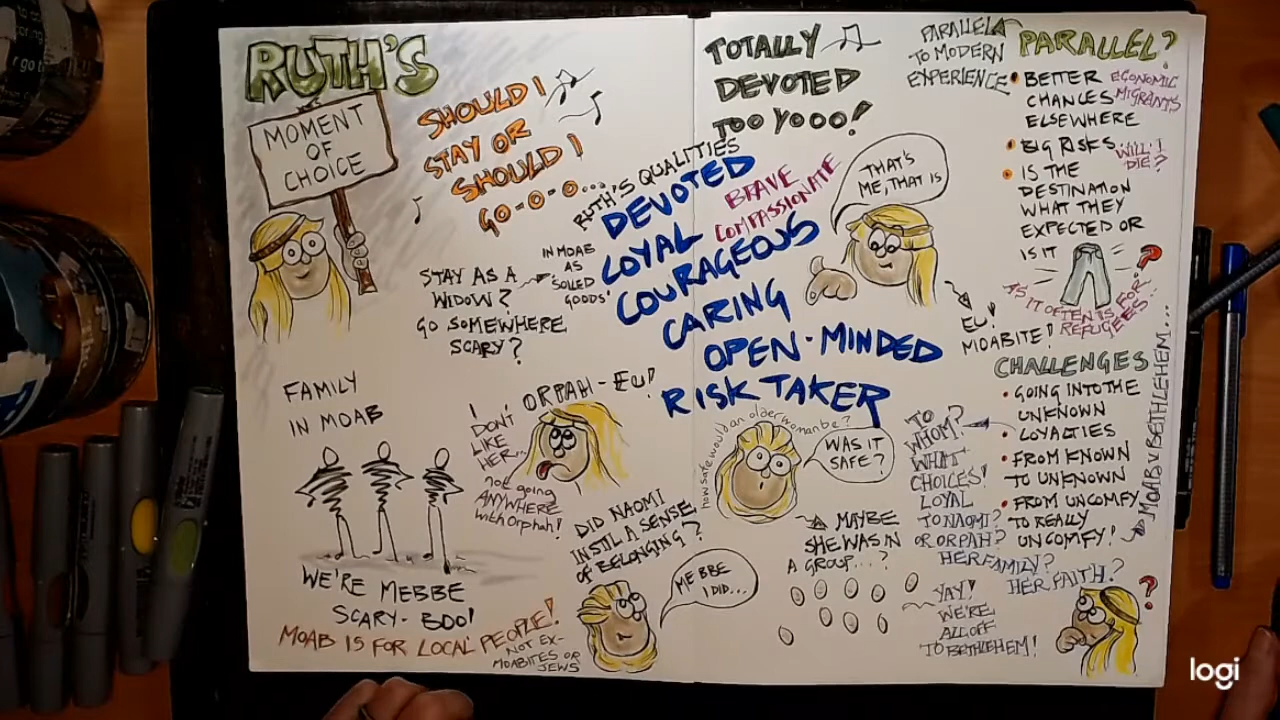 RUTH'S
MOMENT
OF
CHOICE
SHOULD I
STAY OR
SHOULD I
GO-O-O...
STAY AS A
WIDOW?
GO SOMEWHERE
SCARY?
IN MOAB
AS
'SOILED
GOODS'
FAMILY
IN MOAB
WE'RE MEBBE
SCARY-BOO!
MOAB IS FOR LOCAL PEOPLE!
NOT EX-
MOABITES OR
JEWS
ORPAH - EU!
I
DON'T
LIKE
HER...
not going
ANYWHERE
with Orphah!
DID NAOMI
INSTIL A SENSE
OF BELONGING?
MEBBE
I DID...
TOTALLY
DEVOTED
TOO YOOO!
RUTH'S QUALITIES
DEVOTED
BRAVE
COMPASSIONATE
LOYAL
COURAGEOUS
CARING
OPEN-MINDED
RISK TAKER
THAT'S
ME, THAT IS
EU!
MOABITE!
how safe would an older woman be?
WAS IT
SAFE?
MAYBE
SHE WAS IN
A GROUP...?
YAY!
WE'RE
ALL OFF
TO BETHLEHEM!
PARALLEL
TO MODERN
EXPERIENCE
PARALLEL?
BETTER
CHANCES
ELSEWHERE
ECONOMIC
MIGRANTS
BIG RISKS
WILL I
DIE?
IS THE
DESTINATION
WHAT THEY
EXPECTED OR
IS IT
?
AS IT OFTEN IS FOR
REFUGEES...
CHALLENGES
GOING INTO THE
UNKNOWN
LOYALTIES
FROM KNOWN
TO UNKNOWN
FROM UNCOMFY
TO REALLY
UNCOMFY!
MOAB V BETHLEHEM...
TO
WHOM?
WHAT
CHOICES!
LOYAL
TO NAOMI?
OR ORPAH?
HER FAMILY?
HER FAITH?
?
logi